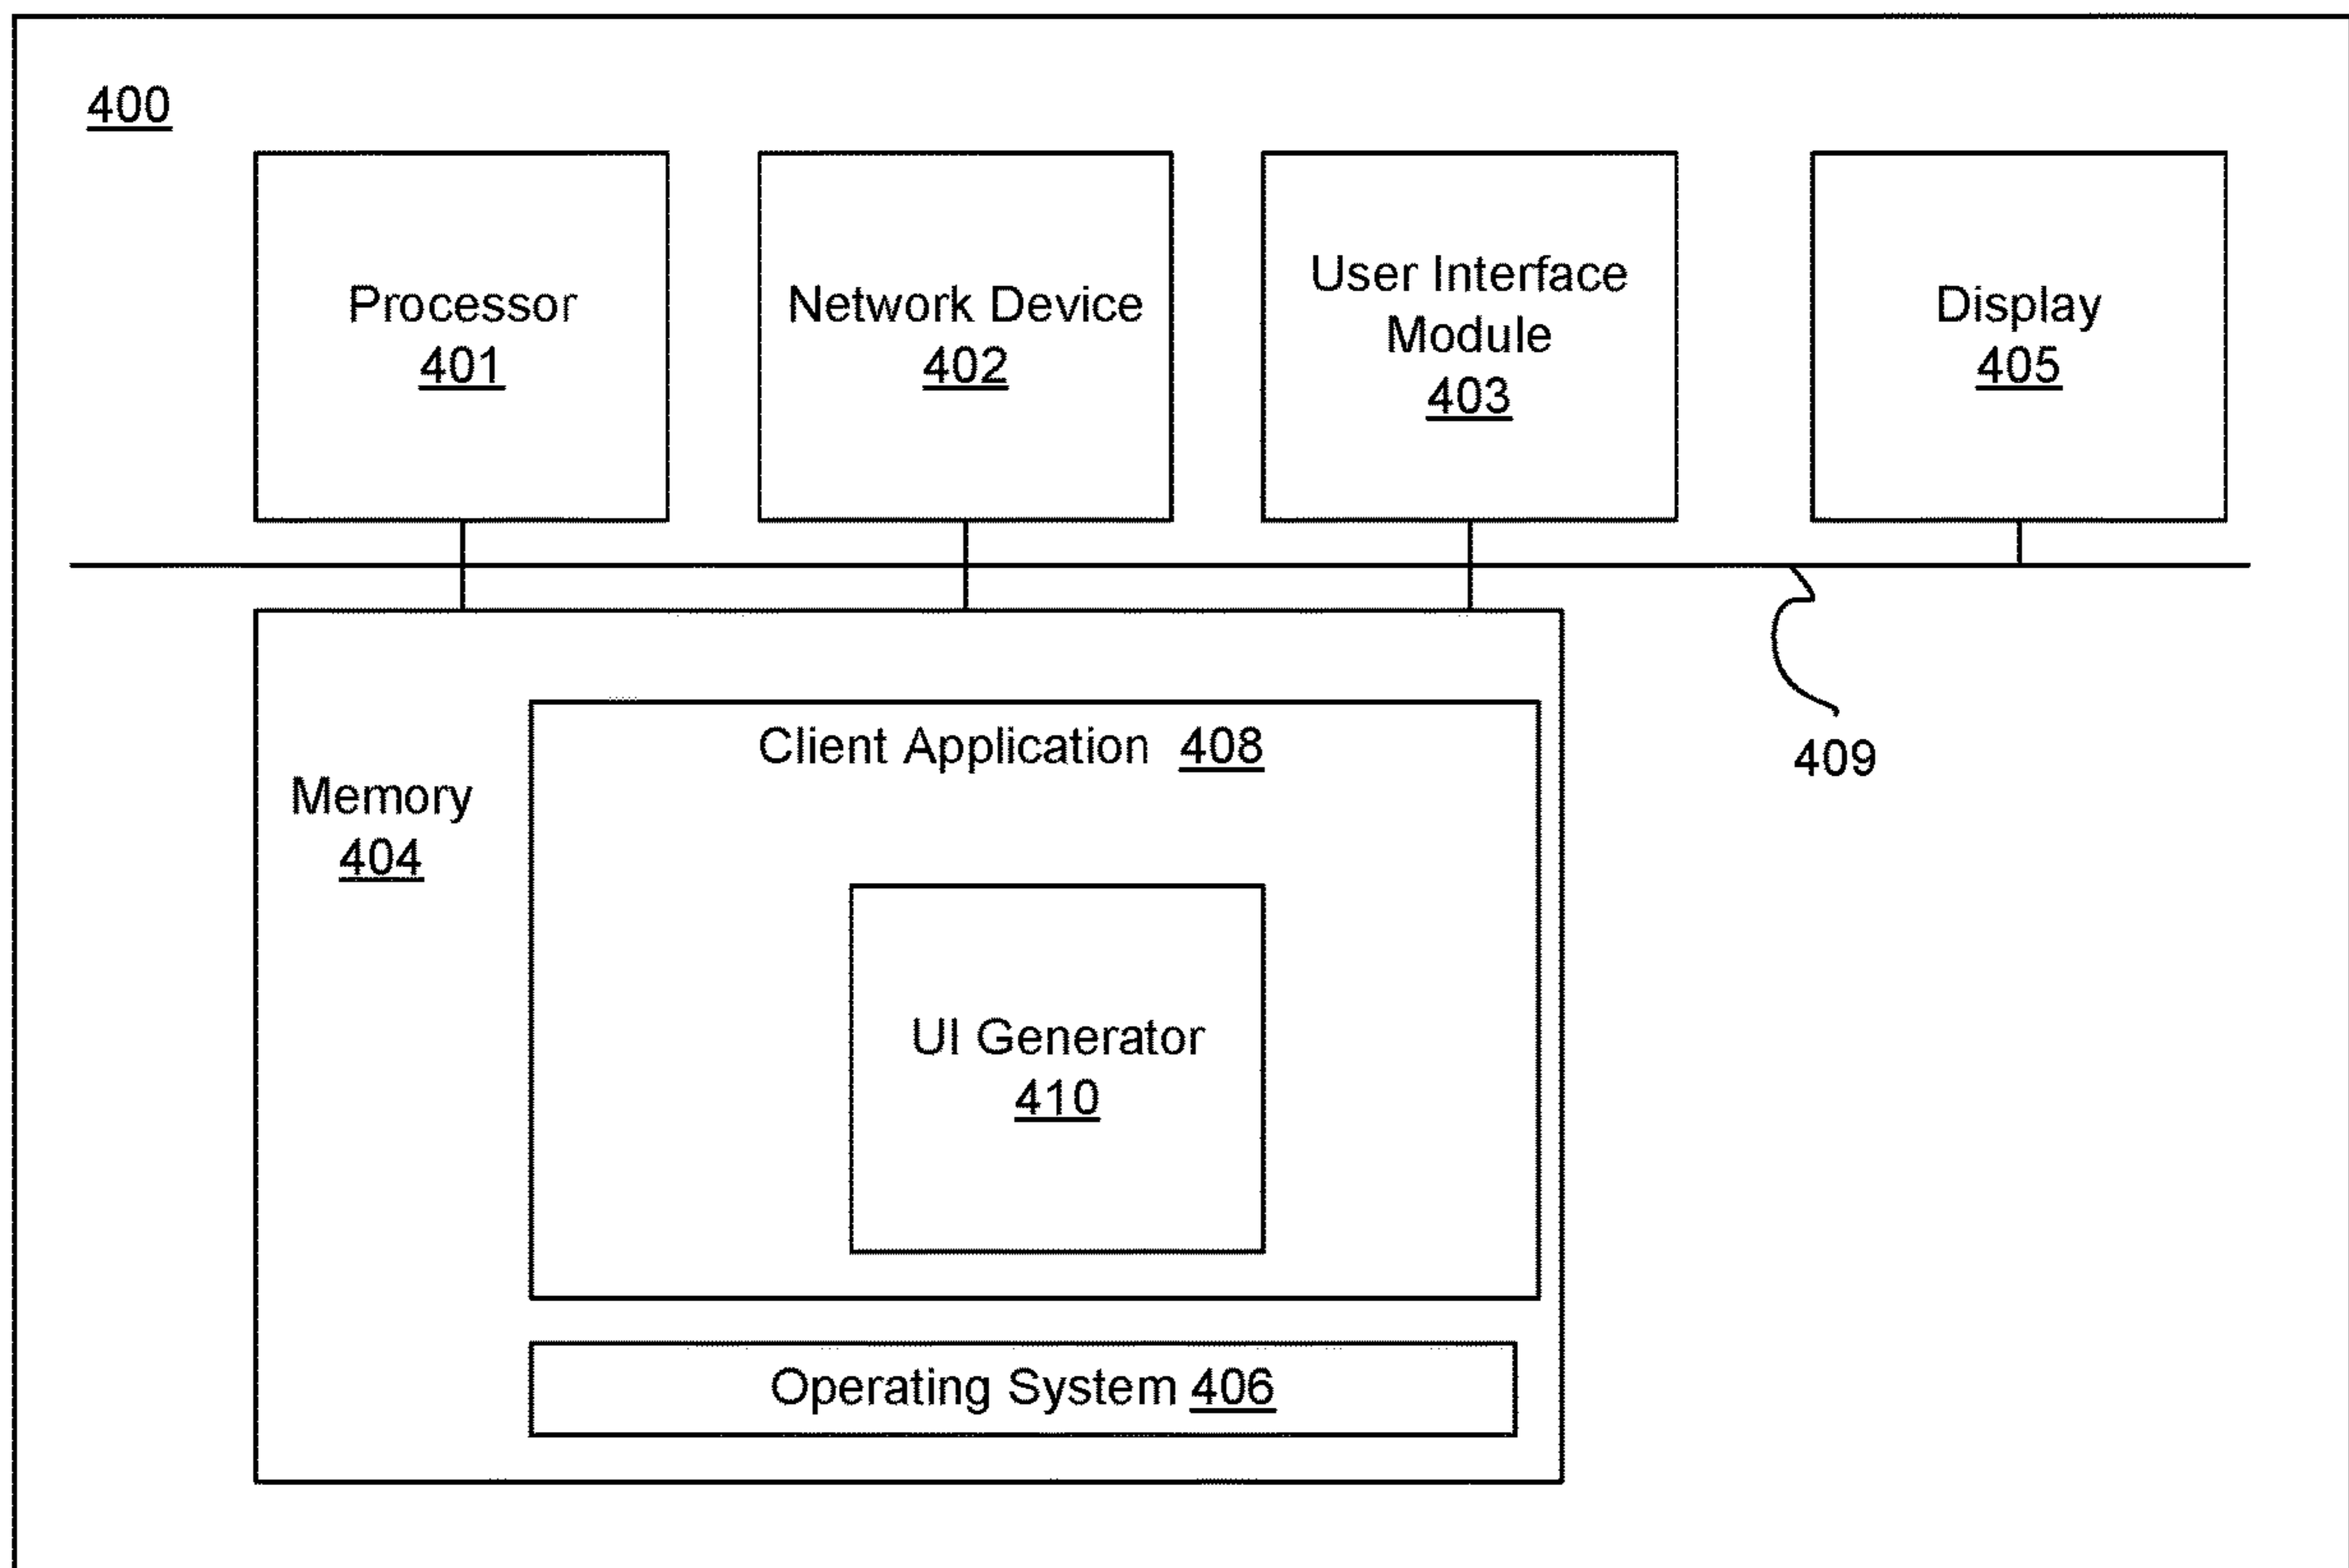 400
Processor
401
Network Device
402
User Interface
Module
403
Display
405
409
Memory
404
Client Application 408
UI Generator
410
Operating System 406